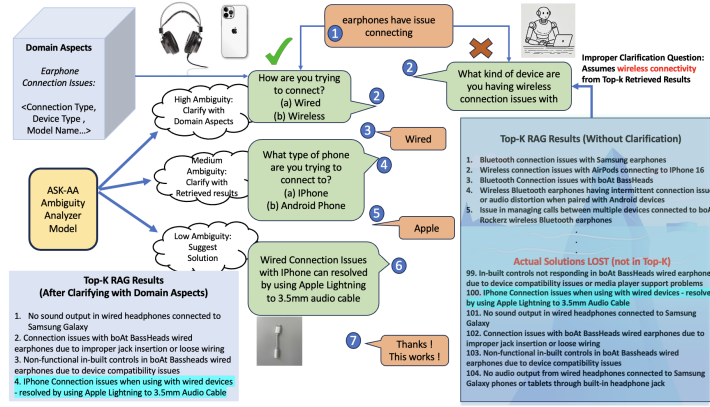 Domain Aspects
Earphone
Connection Issues:
<Connection Type,
Device Type ,
Model Name...>
1
earphones have issue
connecting
How are you trying
to connect?
(a) Wired
(b) Wireless
2
2
What kind of device are
you having wireless
connection issues with
Improper Clarification Question:
Assumes wireless connectivity
from Top-k Retrieved Results
High Ambiguity:
Clarify with
Domain Aspects
3
Wired
Medium
Ambiguity:
Clarify with
Retrieved results
What type of phone
are you trying to
connect to?
(a) IPhone
(b) Android Phone
4
5
Apple
ASK-AA
Ambiguity
Analyzer
Model
Low Ambiguity:
Suggest
Solution
Wired Connection Issues
with IPhone can resolved
by using Apple Lightning
to 3.5mm audio cable
6
7
Thanks !
This works !
Top-K RAG Results
(After Clarifying with Domain Aspects)
1. No sound output in wired headphones connected to
Samsung Galaxy
2. Connection issues with boAt BassHeads wired
earphones due to improper jack insertion or loose wiring
3. Non-functional in-built controls in boAt Bassheads wired
earphones due to device compatibility issues
4. IPhone Connection issues when using with wired devices
- resolved by using Apple Lightning to 3.5mm Audio Cable
Top-K RAG Results (Without Clarification)
1. Bluetooth connection issues with Samsung earphones
2. Wireless connection issues with AirPods connecting to IPhone 16
3. Bluetooth Connection issues with boAt BassHeads
4. Wireless Bluetooth earphones having intermittent connection issu
or audio distortion when paired with Android devices
5. Issue in managing calls between multiple devices connected to boA
Rockerz wireless Bluetooth earphones
.
.
.
Actual Solutions LOST (not in Top-K)
99. In-built controls not responding in boAt BassHeads wired earphone
due to device compatibility issues or media player support problems
100. IPhone Connection issues when using with wired devices - resolve
by using Apple Lightning to 3.5mm Audio Cable
101. No sound output in wired headphones connected to Samsung
Galaxy
102. Connection issues with boAt BassHeads wired earphones due to
improper jack insertion or loose wiring
103. Non-functional in-built controls in boAt Bassheads wired
earphones due to device compatibility issues
104. No audio output from wired headphones connected to Samsung
Galaxy phones or tablets through built-in headphone jack